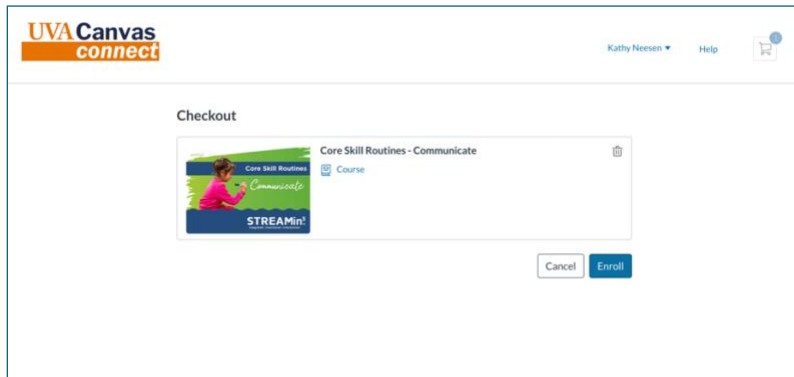 UVA Canvas
connect
Kathy Neesen ▼ Help 1
Checkout
Core Skill Routines - Communicate
Course
Core Skill Routines
Communicate
STREAMin³
Cancel Enroll